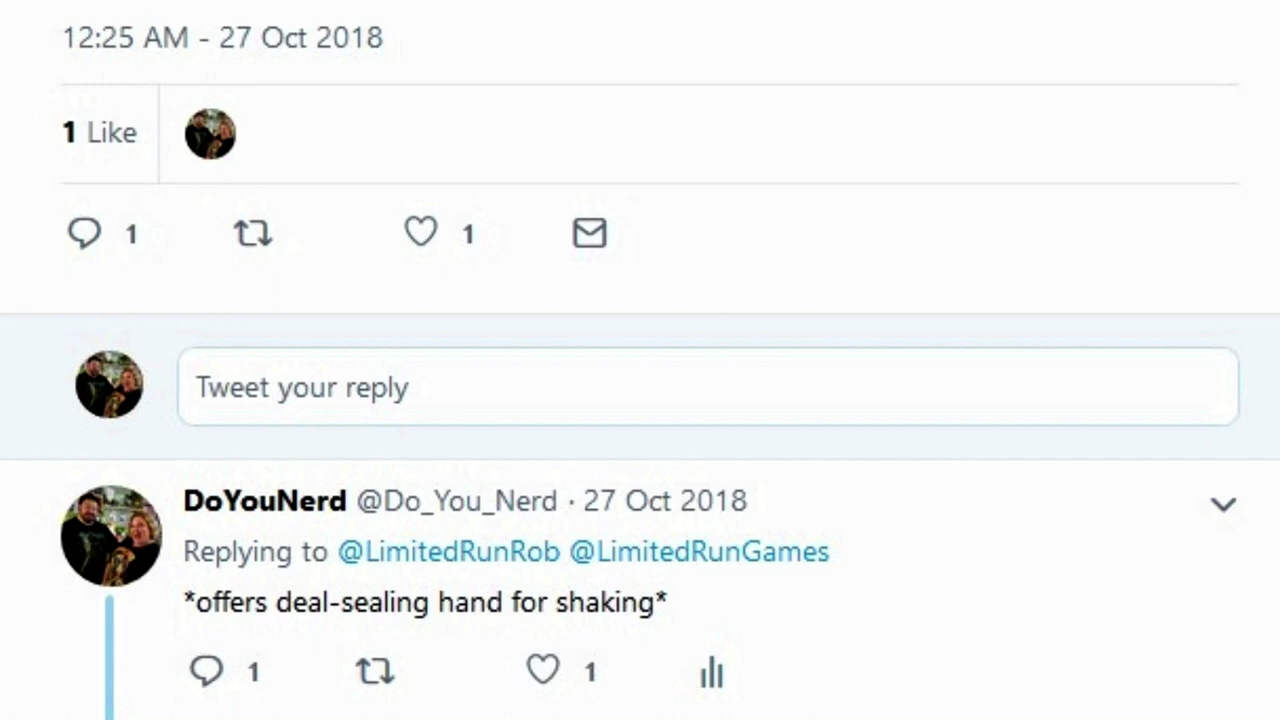 12:25 AM - 27 Oct 2018
1 Like
1 1
Tweet your reply
DoYouNerd @Do_You_Nerd · 27 Oct 2018
Replying to @LimitedRunRob @LimitedRunGames
*offers deal-sealing hand for shaking*
1 1